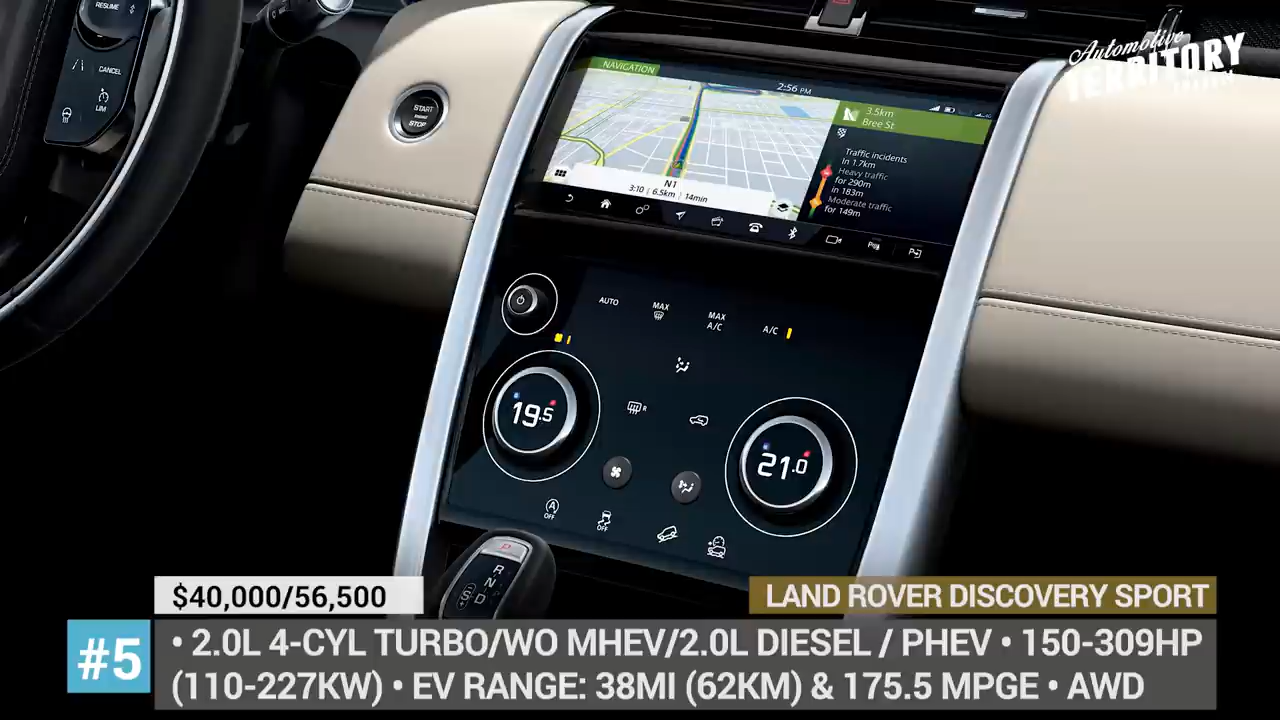 RESUME
CANCEL
LIM
START
STOP
Automotive
TERRITORY
NAVIGATION
2:56 PM
3.5km
Bree St
Traffic incidents
In 1.7km
Heavy traffic
for 290m
in 183m
Moderate traffic
for 149m
N1
3:10 | 6.5km | 14min
AUTO
MAX
MAX
A/C
A/C
R
19.5
21.0
A
OFF
OFF
P
R
N
D
S
$40,000/56,500
LAND ROVER DISCOVERY SPORT
#5
• 2.0L 4-CYL TURBO/WO MHEV/2.0L DIESEL / PHEV • 150-309HP
(110-227KW) • EV RANGE: 38MI (62KM) & 175.5 MPGE • AWD